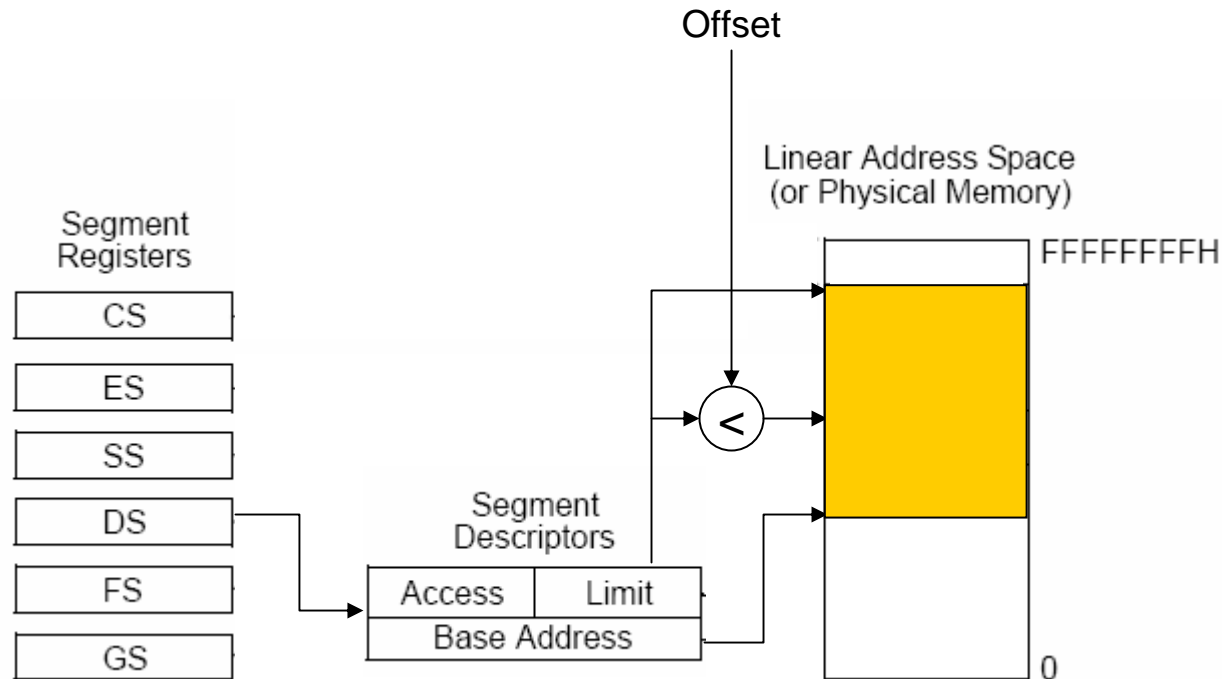 Offset
Linear Address Space
(or Physical Memory)
FFFFFFFFH
Segment
Registers
CS
ES
SS
DS
FS
GS
<
Segment
Descriptors
Access
Limit
Base Address
0